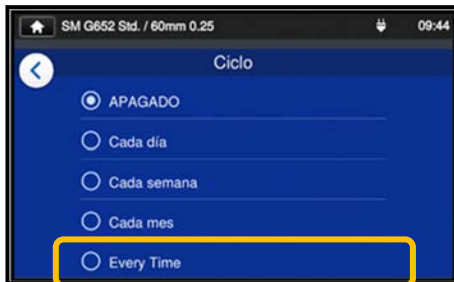 SM G652 Std. / 60mm 0.25 09:44
Ciclo
APAGADO
Cada día
Cada semana
Cada mes
Every Time